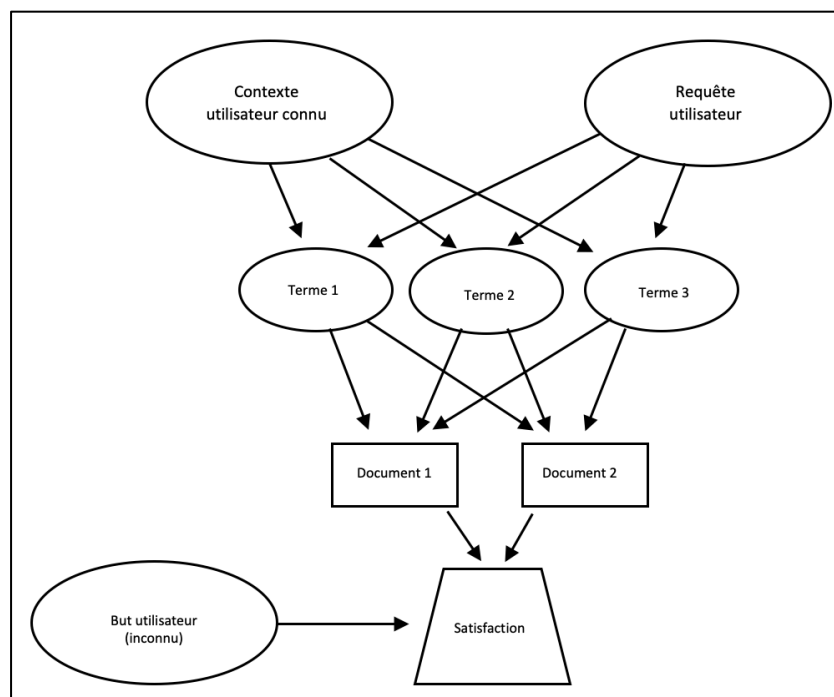 Contexte
utilisateur connu
Requête
utilisateur
Terme 1
Terme 2
Terme 3
Document 1
Document 2
But utilisateur
(inconnu)
Satisfaction